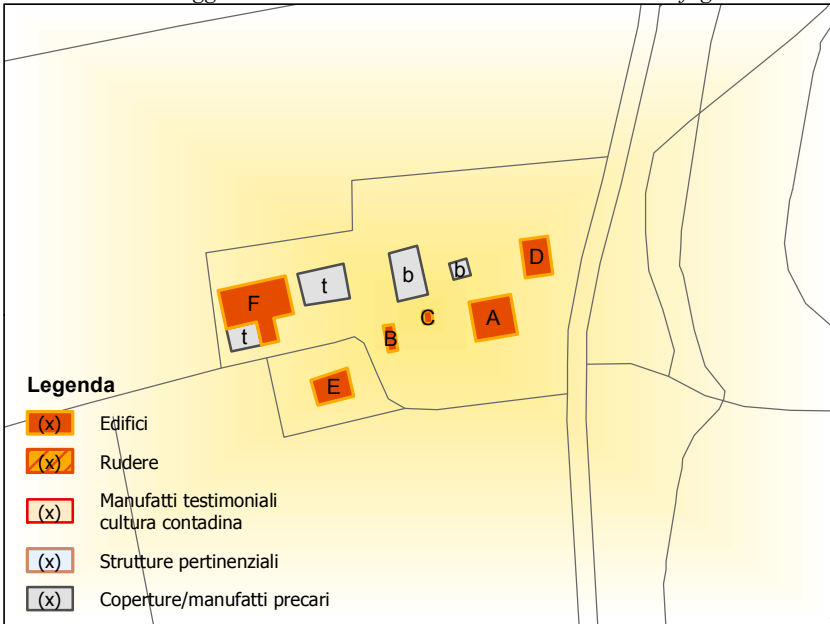 D
b
b
t
F
C
A
t
B
E
Legenda
(x) Edifici
(x) Rudere
(x) Manufatti testimoniali
cultura contadina
(x) Strutture pertinenziali
(x) Coperture/manufatti precari